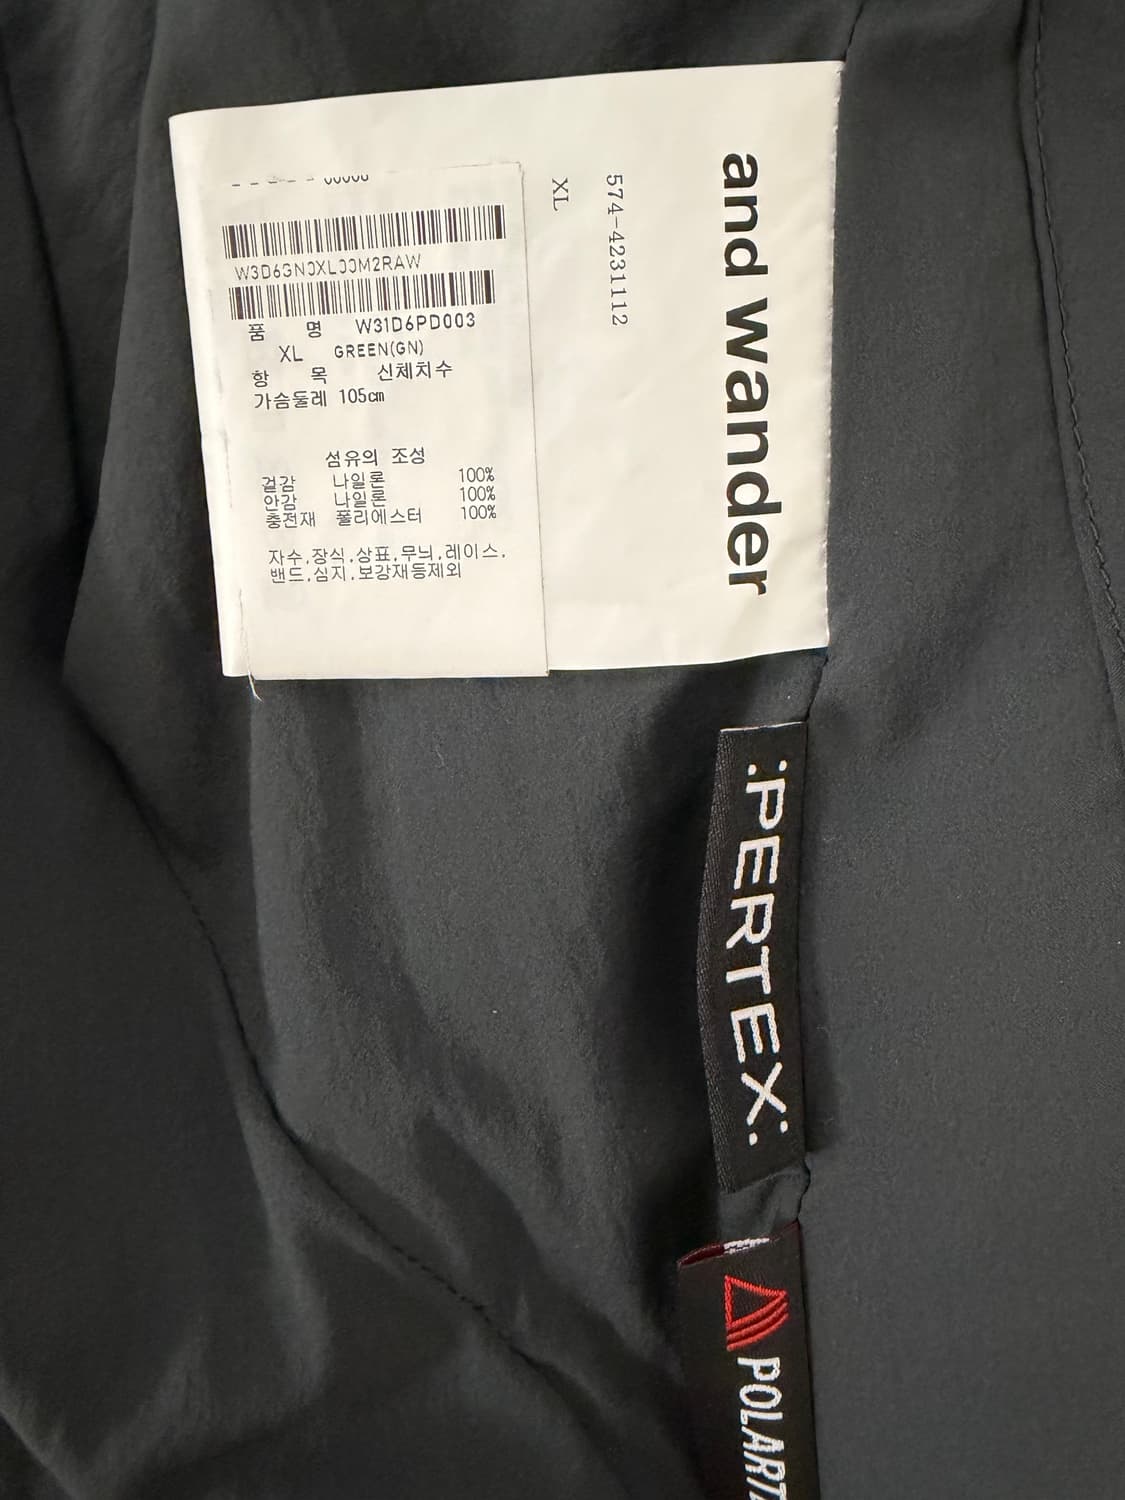 and wander
574-4231112
XL
W3D6GN0XL00M2RAW
품 명 W31D6PD003
XL GREEN(GN)
항 목 신체치수
가슴둘레 105cm
섬유의 조성
겉감 나일론 100%
안감 나일론 100%
충전재 폴리에스터 100%
자수,장식,상표,무늬,레이스,
밴드,심지,보강재등제외
:PERTEX:
POLART